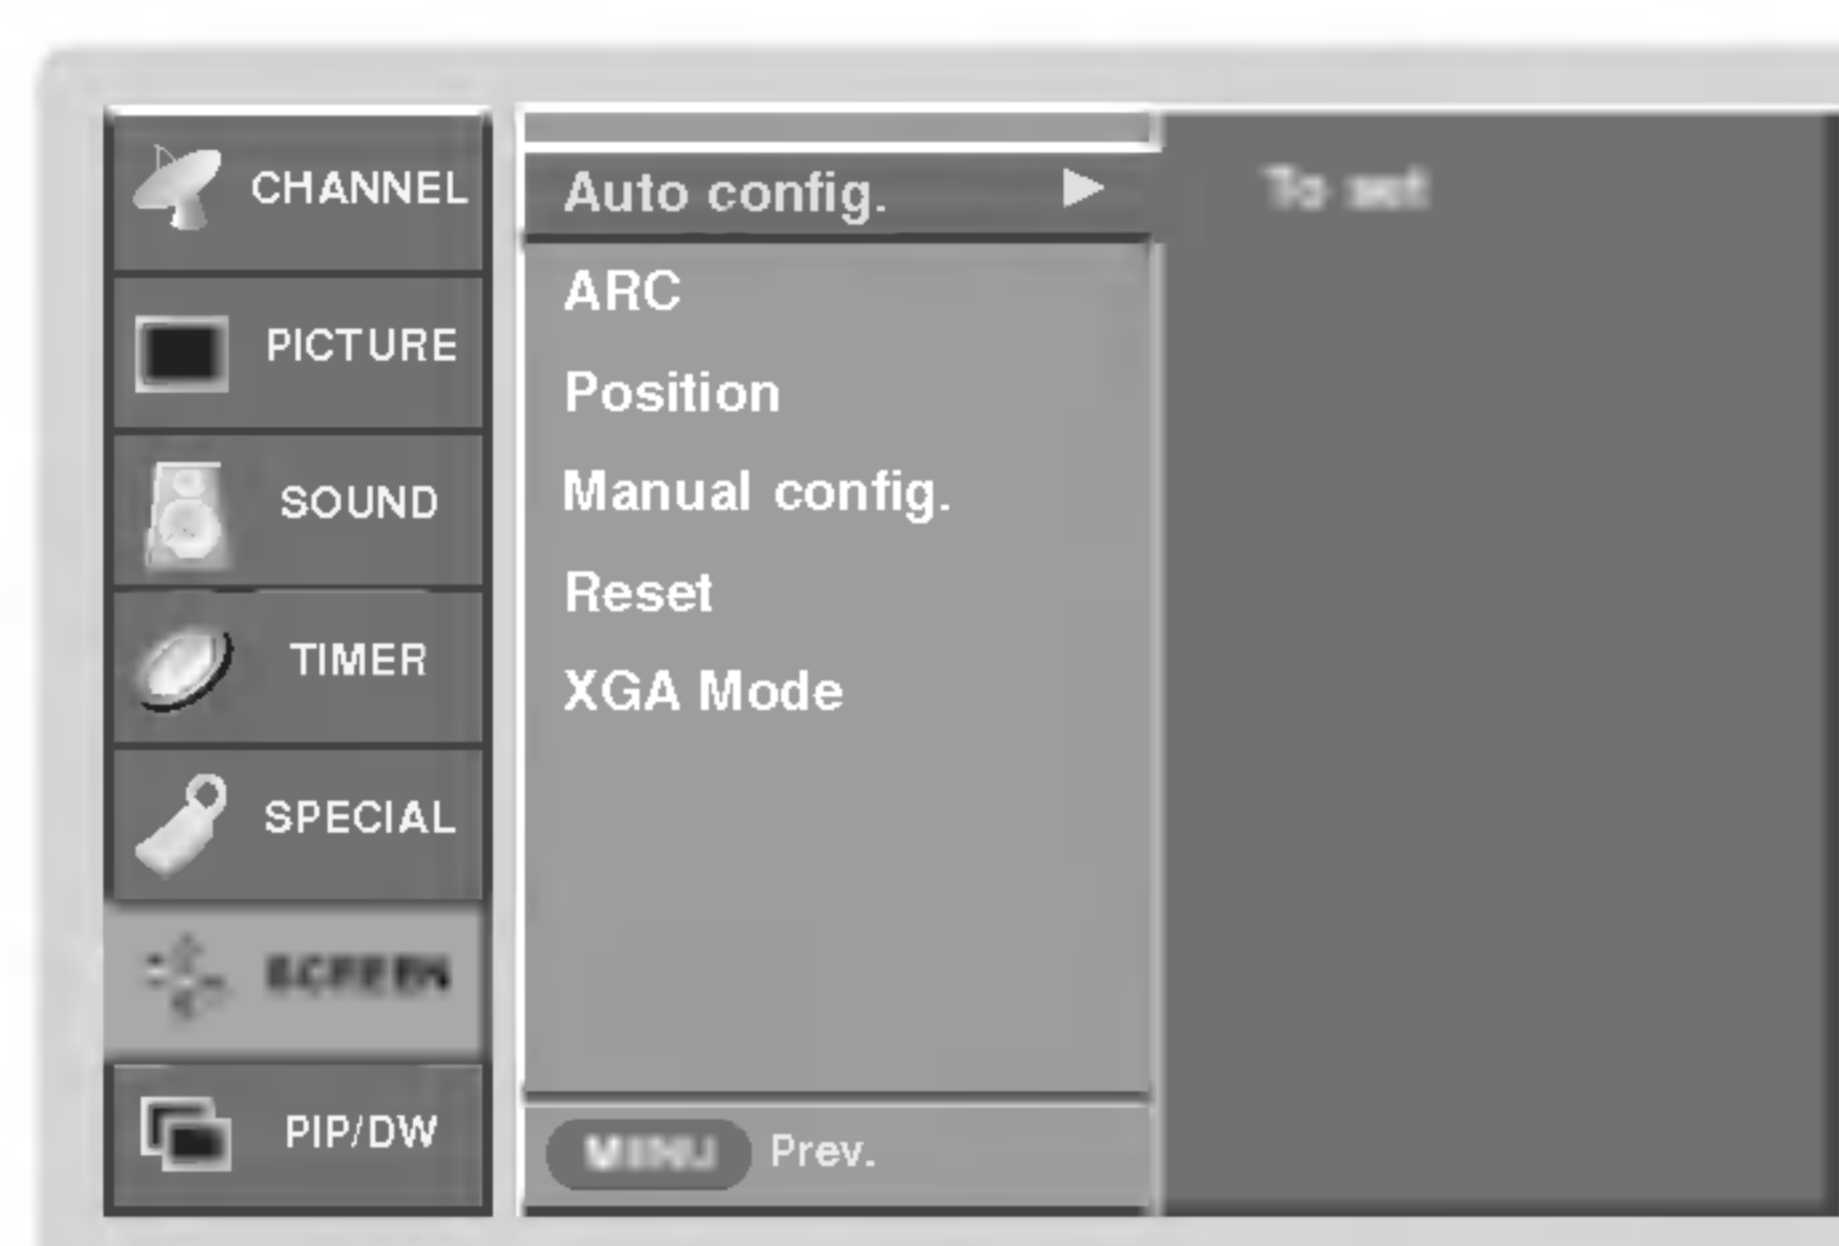 CHANNEL
PICTURE
SOUND
TIMER
SPECIAL
SCREEN
PIP/DW
Auto config. ▶
ARC
Position
Manual config.
Reset
XGA Mode
MENU Prev.
To set